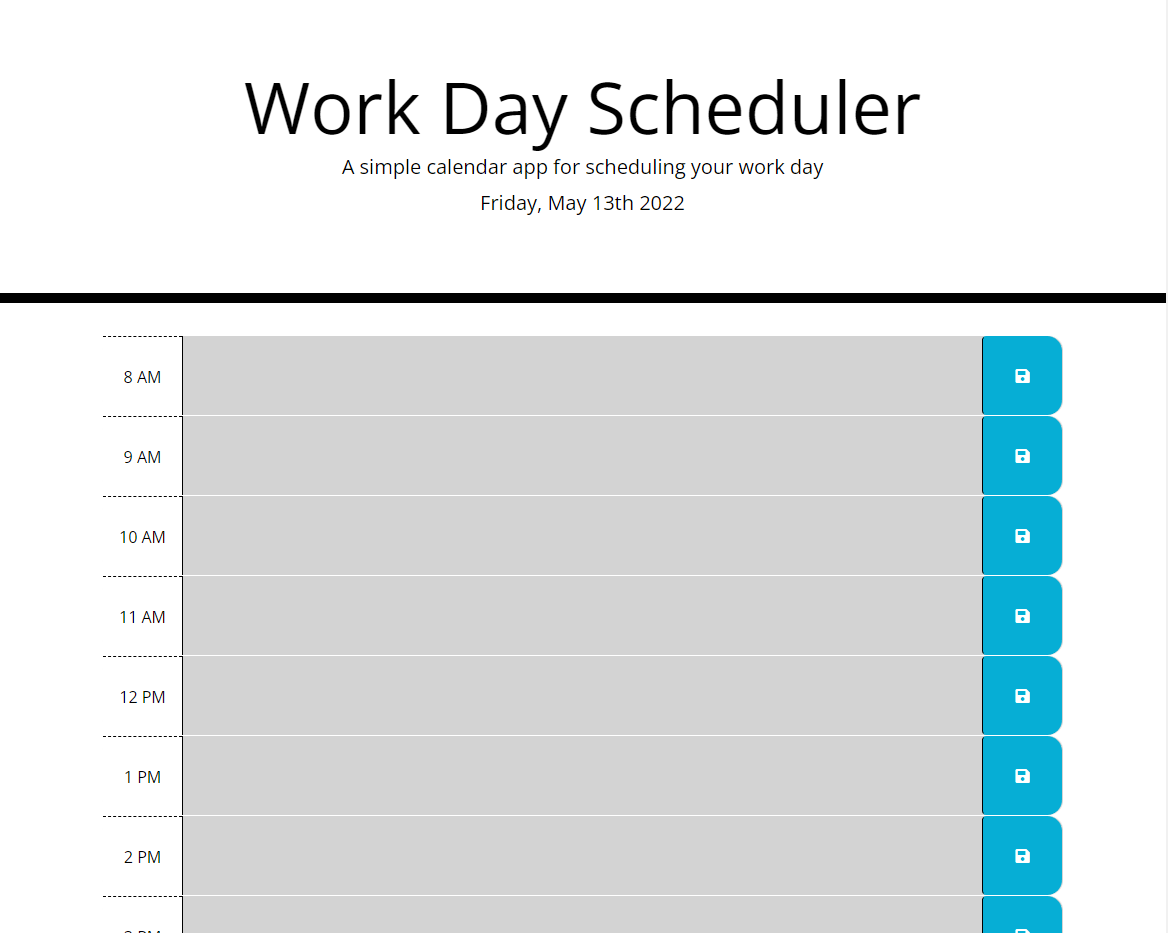 Work Day Scheduler
A simple calendar app for scheduling your work day
Friday, May 13th 2022
8 AM
9 AM
10 AM
11 AM
12 PM
1 PM
2 PM